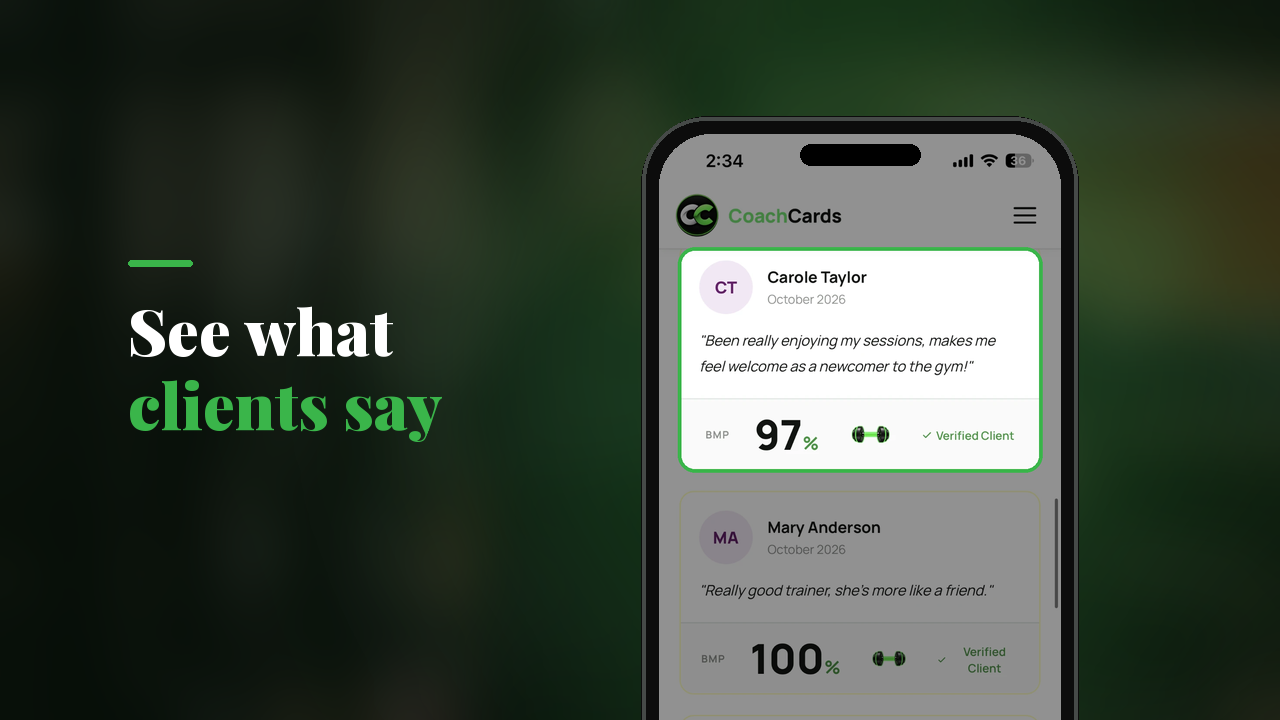 See what
clients say
2:34
36
CC CoachCards
CT
Carole Taylor
October 2026
"Been really enjoying my sessions, makes me
feel welcome as a newcomer to the gym!"
BMP 97% ✓ Verified Client
MA
Mary Anderson
October 2026
"Really good trainer, she's more like a friend."
BMP 100% ✓ Verified
Client